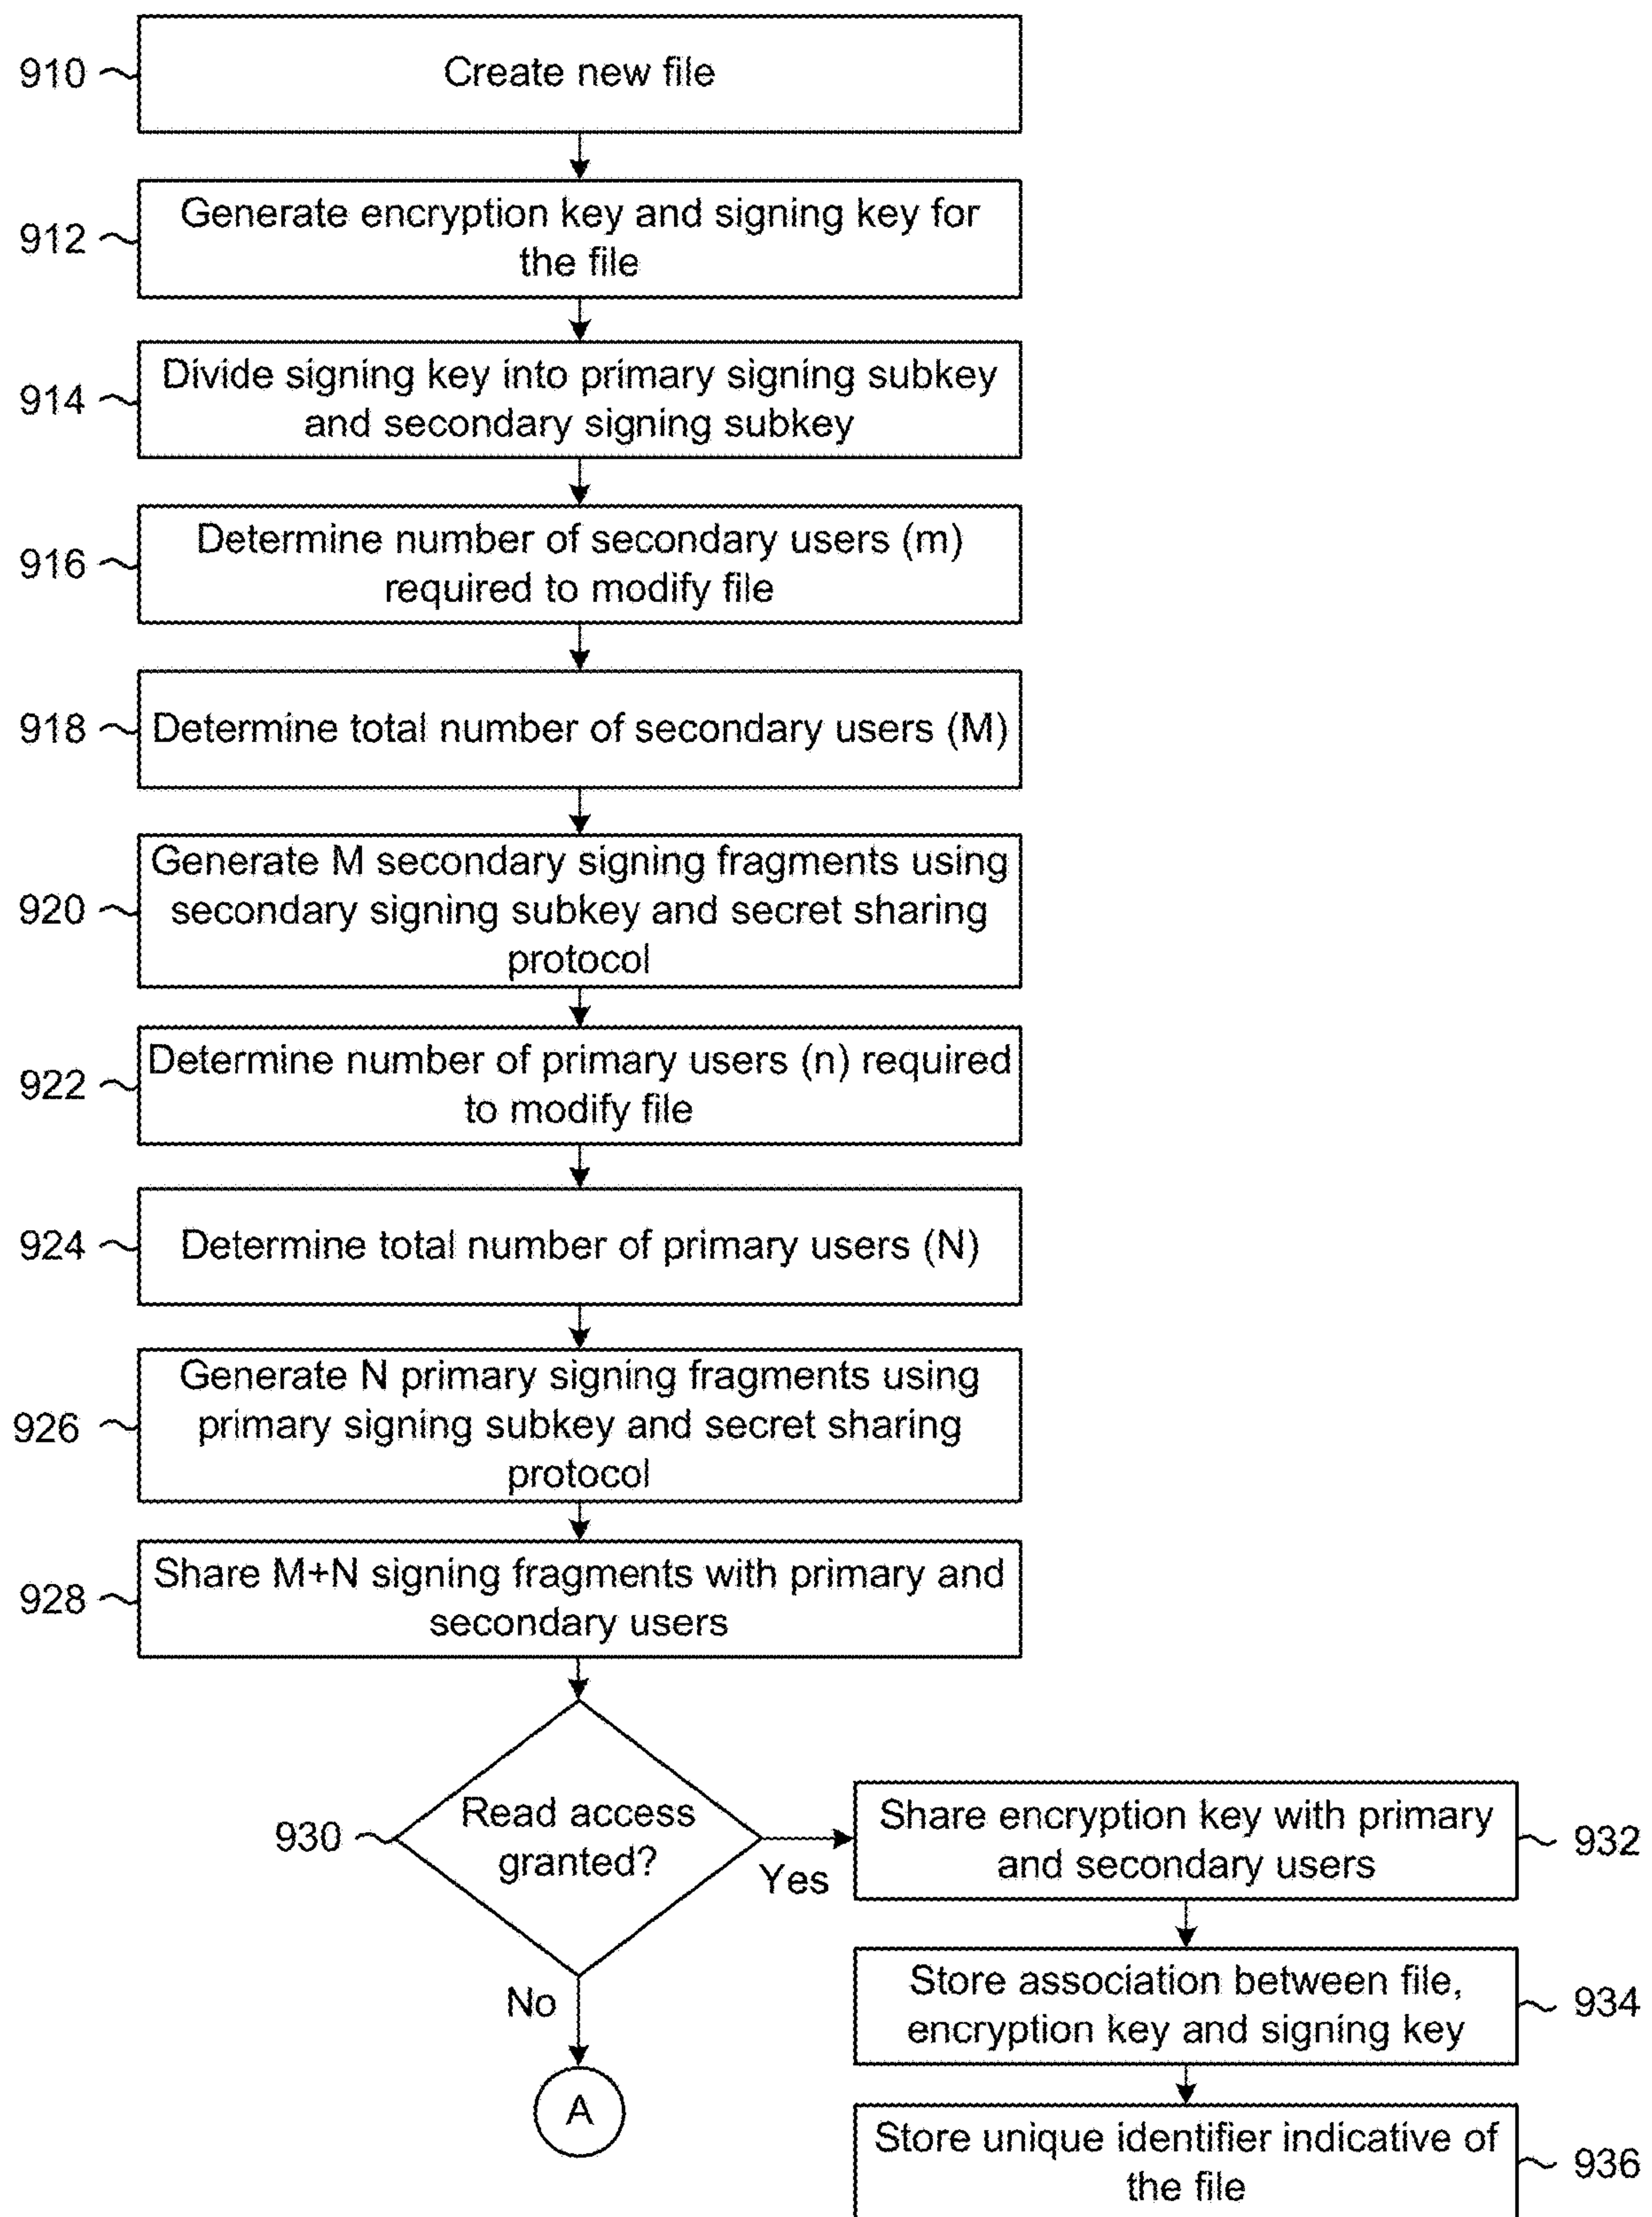 910
Create new file
912
Generate encryption key and signing key for
the file
914
Divide signing key into primary signing subkey
and secondary signing subkey
916
Determine number of secondary users (m)
required to modify file
918
Determine total number of secondary users (M)
920
Generate M secondary signing fragments using
secondary signing subkey and secret sharing
protocol
922
Determine number of primary users (n) required
to modify file
924
Determine total number of primary users (N)
926
Generate N primary signing fragments using
primary signing subkey and secret sharing
protocol
928
Share M+N signing fragments with primary and
secondary users
930
Read access
granted?
Yes
No
A
Share encryption key with primary
and secondary users
932
Store association between file,
encryption key and signing key
934
Store unique identifier indicative of
the file
936